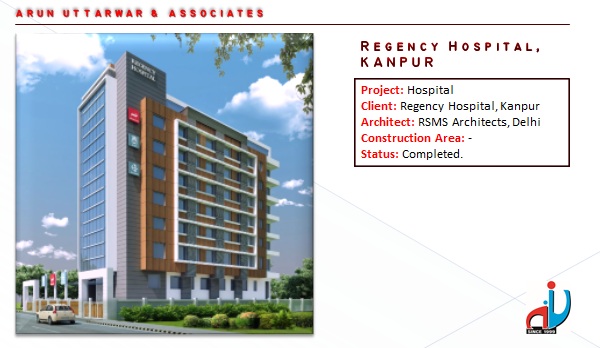 ARUN UTTARWAR & ASSOCIATES
REGENCY HOSPITAL,
KANPUR
Project: Hospital
Client: Regency Hospital, Kanpur
Architect: RSMS Architects, Delhi
Construction Area: -
Status: Completed.
REGENCY
HOSPITAL
SINCE 1999